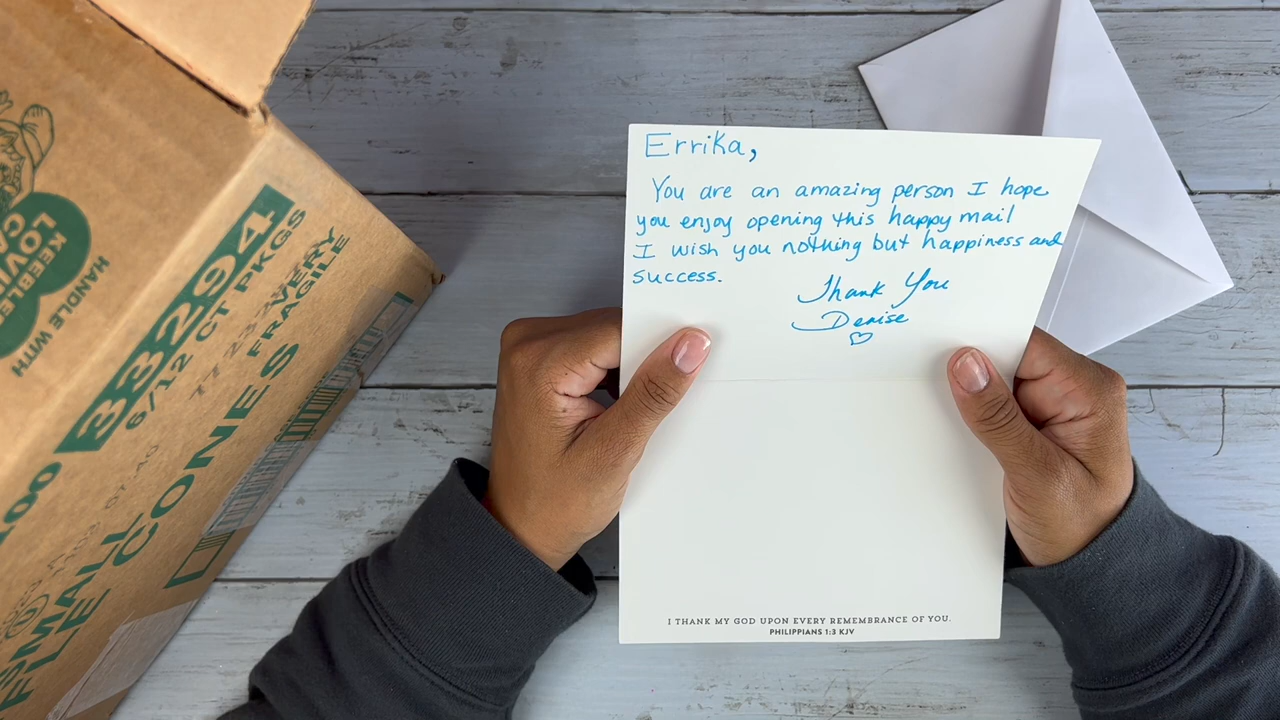 Errika,
You are an amazing person I hope
you enjoy opening this happy mail
I wish you nothing but happiness and
success.
Thank You
Denise
I THANK MY GOD UPON EVERY REMEMBRANCE OF YOU.
PHILIPPIANS 1:3 KJV
HANDLE WITH
33294
6/12 CT PKGS
VERY
FRAGILE
CONES